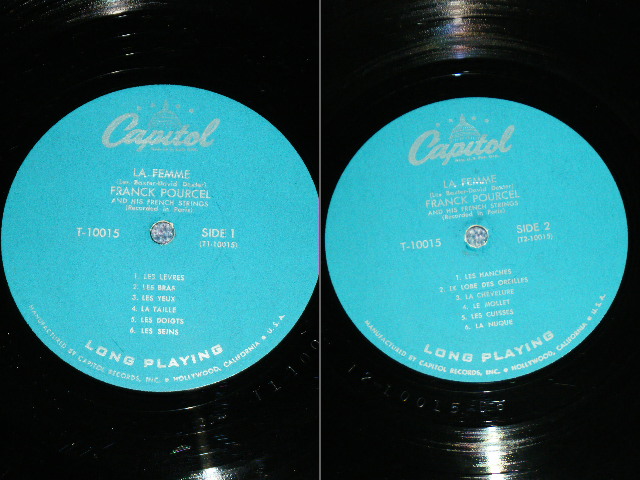 Capitol
LA FEMME
(Les Baxter-David Dexter)
FRANCK POURCEL
AND HIS FRENCH STRINGS
(Recorded in Paris)
T-10015
SIDE 1
(T1-10015)
1. LES LÈVRES
2. LES BRAS
3. LES YEUX
4. LA TAILLE
5. LES DOIGTS
6. LES SEINS
LONG PLAYING
MANUFACTURED BY CAPITOL RECORDS, INC. ★ HOLLYWOOD, CALIFORNIA ★ U.S.A.
Capitol
LA FEMME
(Les Baxter-David Dexter)
FRANCK POURCEL
AND HIS FRENCH STRINGS
(Recorded in Paris)
T-10015
SIDE 2
(T2-10015)
1. LES HANCHES
2. LE LOBE DES OREILLES
3. LA CHEVELURE
4. LE MOLLET
5. LES CUISSES
6. LA NUQUE
LONG PLAYING
MANUFACTURED BY CAPITOL RECORDS, INC. ★ HOLLYWOOD, CALIFORNIA ★ U.S.A.